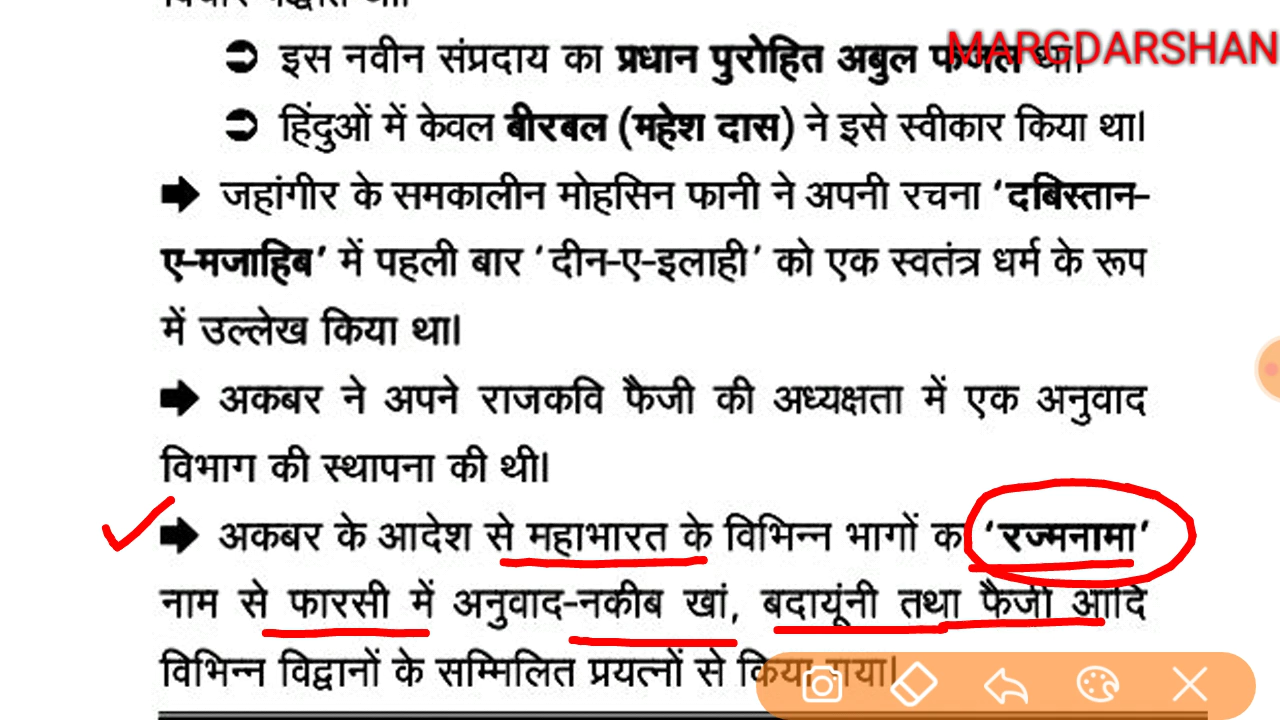 MARGDARSHAN
➲ इस नवीन संप्रदाय का प्रधान पुरोहित अबुल फजल था।
➲ हिंदुओं में केवल बीरबल (महेश दास) ने इसे स्वीकार किया था।
➡ जहांगीर के समकालीन मोहसिन फानी ने अपनी रचना ‘दबिस्तान-
ए-मजाहिब’ में पहली बार ‘दीन-ए-इलाही’ को एक स्वतंत्र धर्म के रूप
में उल्लेख किया था।
➡ अकबर ने अपने राजकवि फैजी की अध्यक्षता में एक अनुवाद
विभाग की स्थापना की थी।
➡ अकबर के आदेश से महाभारत के विभिन्न भागों का ‘रज्मनामा’
नाम से फारसी में अनुवाद-नकीब खां, बदायूंनी तथा फैजी आदि
विभिन्न विद्वानों के सम्मिलित प्रयत्नों से किया गया।